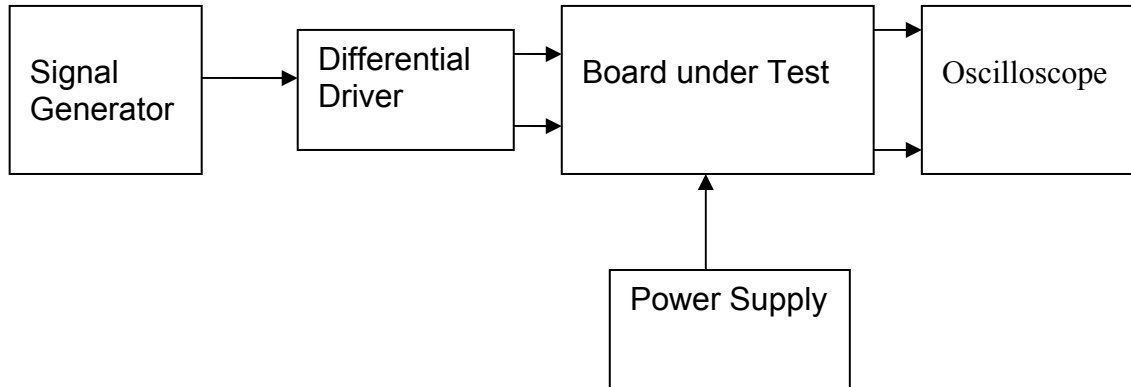 Signal
Generator
Differential
Driver
Board under Test
Oscilloscope
Power Supply